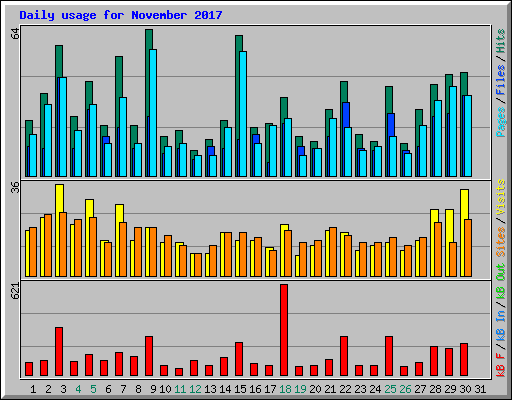 Daily usage for November 2017
64
Pages / Files / Hits
36
Sites / Visits
621
kB F / kB In / kB Out
1 2 3 4 5 6 7 8 9 10 11 12 13 14 15 16 17 18 19 20 21 22 23 24 25 26 27 28 29 30 31